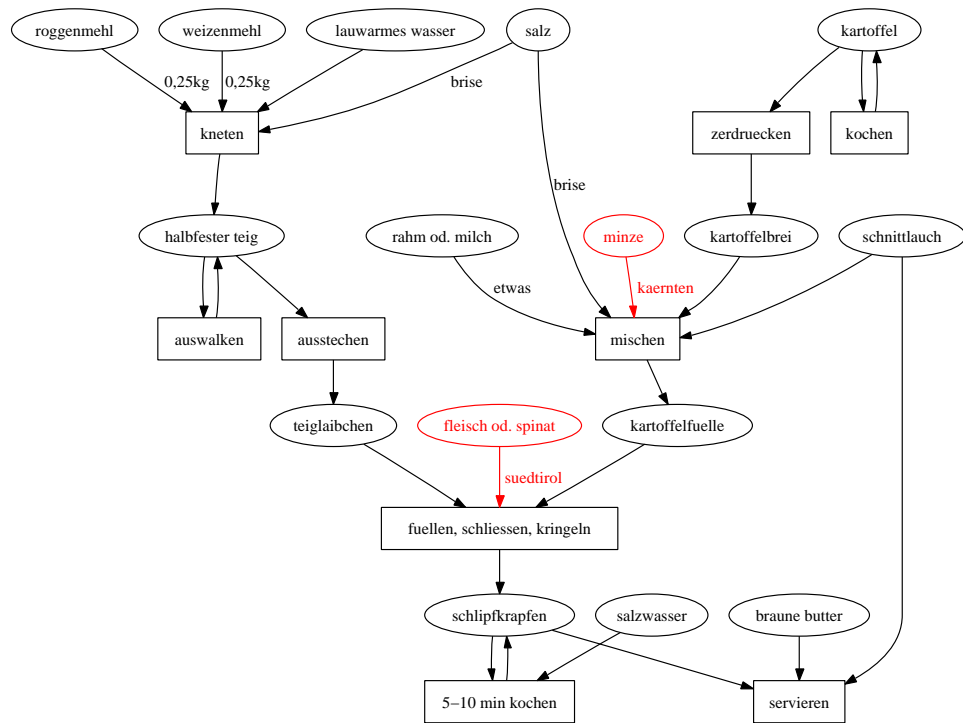 roggenmehl
weizenmehl
lauwarmes wasser
salz
kartoffel
0,25kg
0,25kg
brise
kneten
zerdruecken
kochen
brise
halbfester teig
rahm od. milch
minze
kartoffelbrei
schnittlauch
etwas
kaernten
auswalken
ausstechen
mischen
teiglaibchen
fleisch od. spinat
kartoffelfuelle
suedtirol
fuellen, schliessen, kringeln
schlipfkrapfen
salzwasser
braune butter
5−10 min kochen
servieren